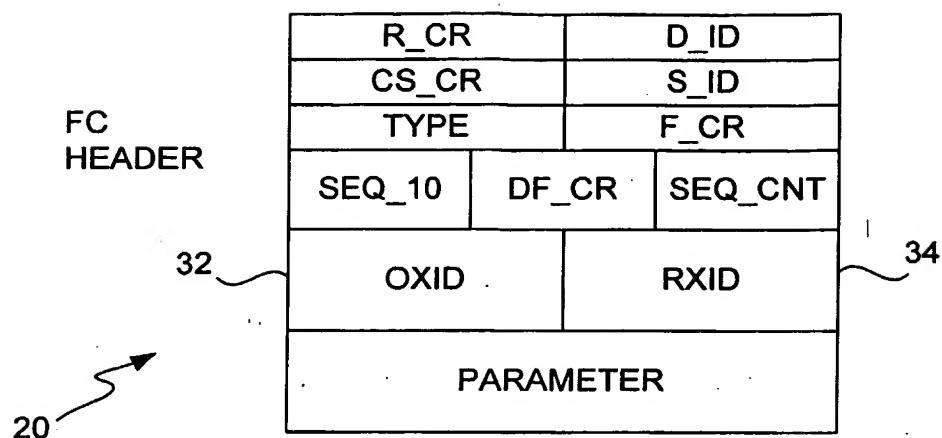 R_CR D_ID
CS_CR S_ID
FC
HEADER
TYPE F_CR
SEQ_10 DF_CR SEQ_CNT
32 OXID RXID 34
PARAMETER
20